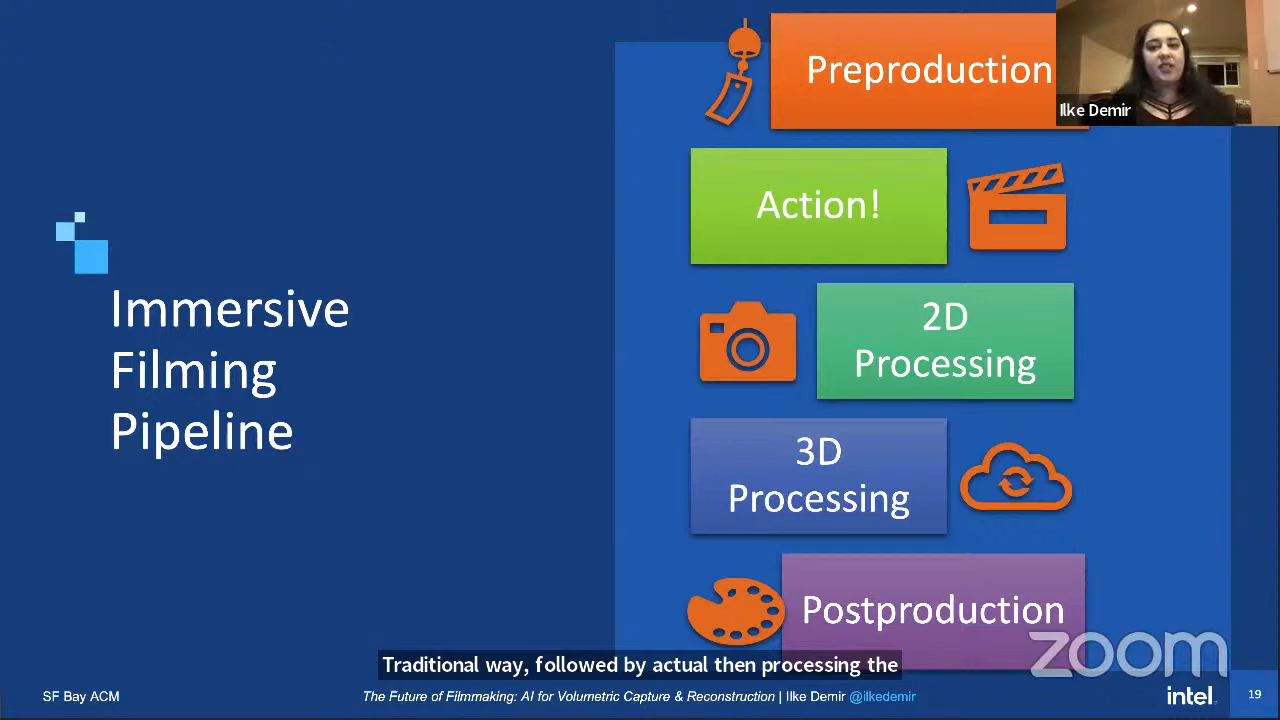 Preproduction
Ilke Demir
Action!
Immersive
Filming
Pipeline
2D
Processing
3D
Processing
Postproduction
zoom
Traditional way, followed by actual then processing the
SF Bay ACM
The Future of Filmmaking: AI for Volumetric Capture & Reconstruction | Ilke Demir @ilkedemir
intel.
19